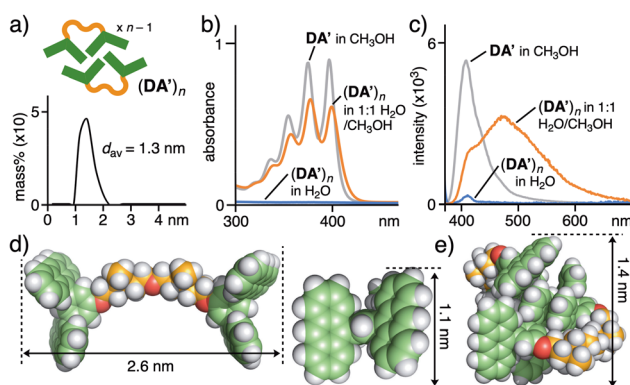 a)
x n – 1
(DA')n
mass% (x10)
5
0
0 1 2 3 4 nm
dav = 1.3 nm
b)
absorbance
1
0
300 400 nm
DA' in CH3OH
(DA')n
in 1:1 H2O
/CH3OH
(DA')n
in H2O
c)
intensity (x10³)
6
0
400 500 600 nm
DA' in CH3OH
(DA')n in 1:1
H2O/CH3OH
(DA')n
in H2O
d)
2.6 nm
1.1 nm
e)
1.4 nm